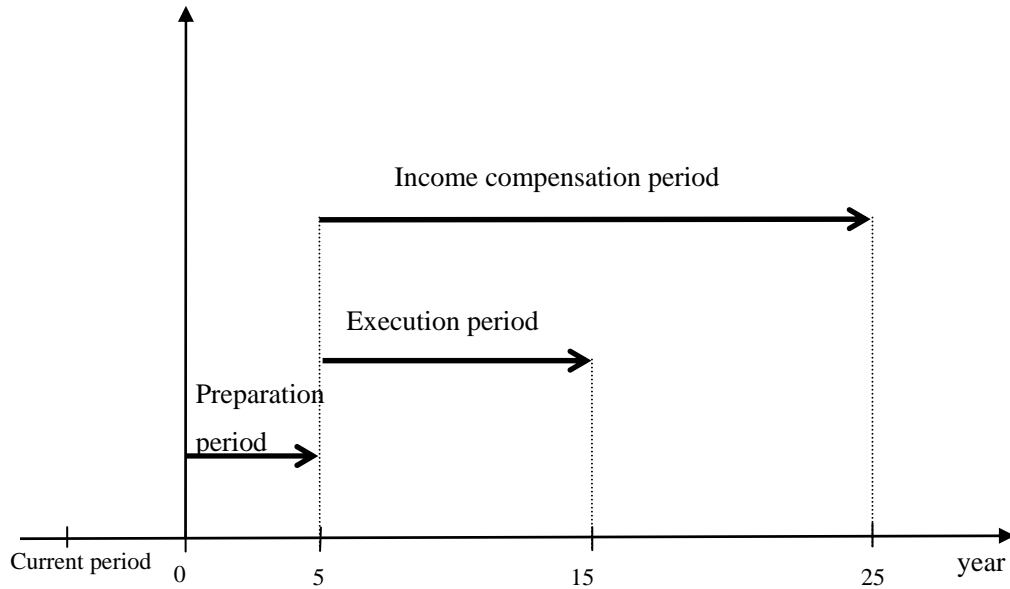 Income compensation period
Execution period
Preparation
period
Current period
0
5
15
25
year